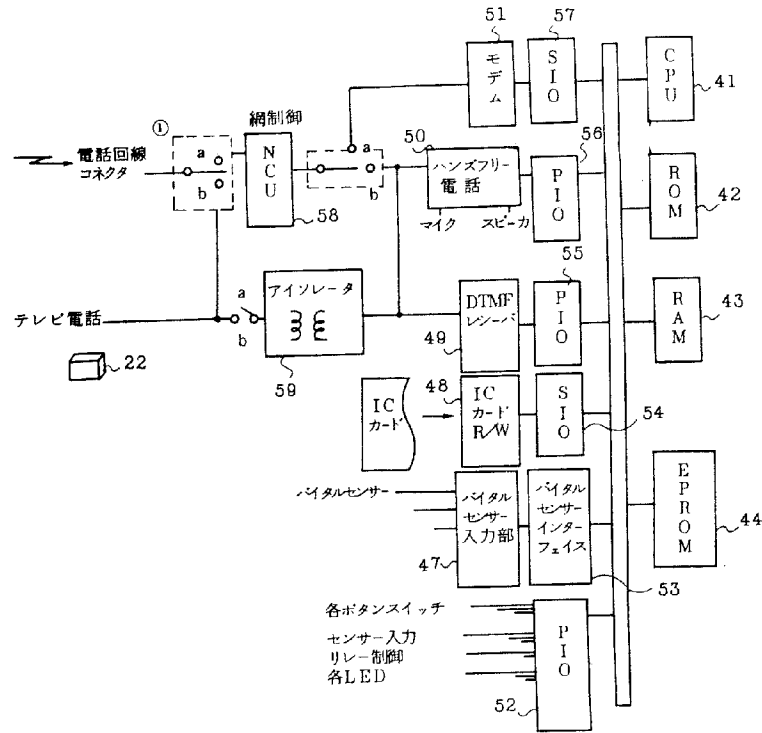 51
57
モデム
SIO
CPU
41
①
電話回線
コネクタ
a
b
網制御
NCU
58
a
b
50
ハンズフリー
電話
マイク
スピーカ
56
PIO
ROM
42
テレビ電話
a
b
アイソレータ
59
22
DTMF
レシーバ
49
55
PIO
RAM
43
IC
カード
48
IC
カード
R/W
SIO
54
バイタルセンサー
バイタル
センサー
入力部
47
バイタル
センサー
インター
フェイス
53
EPROM
44
各ボタンスイッチ
センサー入力
リレー制御
各LED
PIO
52